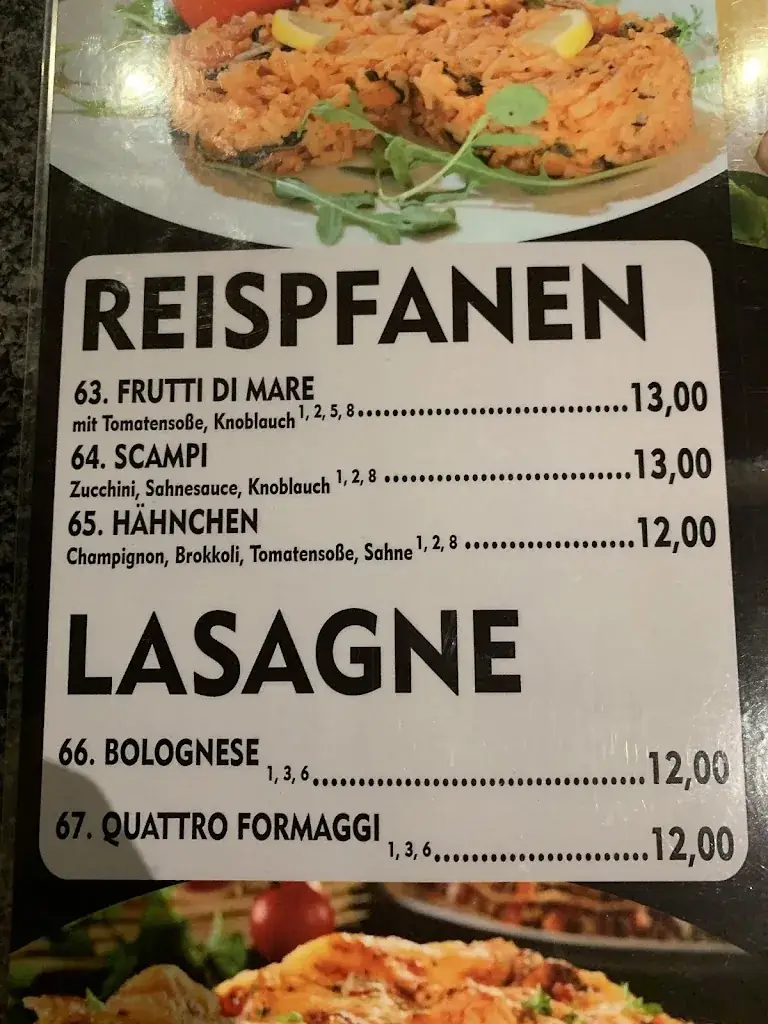 REISPFANEN
63. FRUTTI DI MARE
mit Tomatensoße, Knoblauch 1, 2, 5, 8 ........................ 13,00
64. SCAMPI
Zucchini, Sahnesauce, Knoblauch 1, 2, 8 ........................ 13,00
65. HÄHNCHEN
Champignon, Brokkoli, Tomatensoße, Sahne 1, 2, 8 ................. 12,00
LASAGNE
66. BOLOGNESE 1, 3, 6 ................................ 12,00
67. QUATTRO FORMAGGI 1, 3, 6 ..................... 12,00